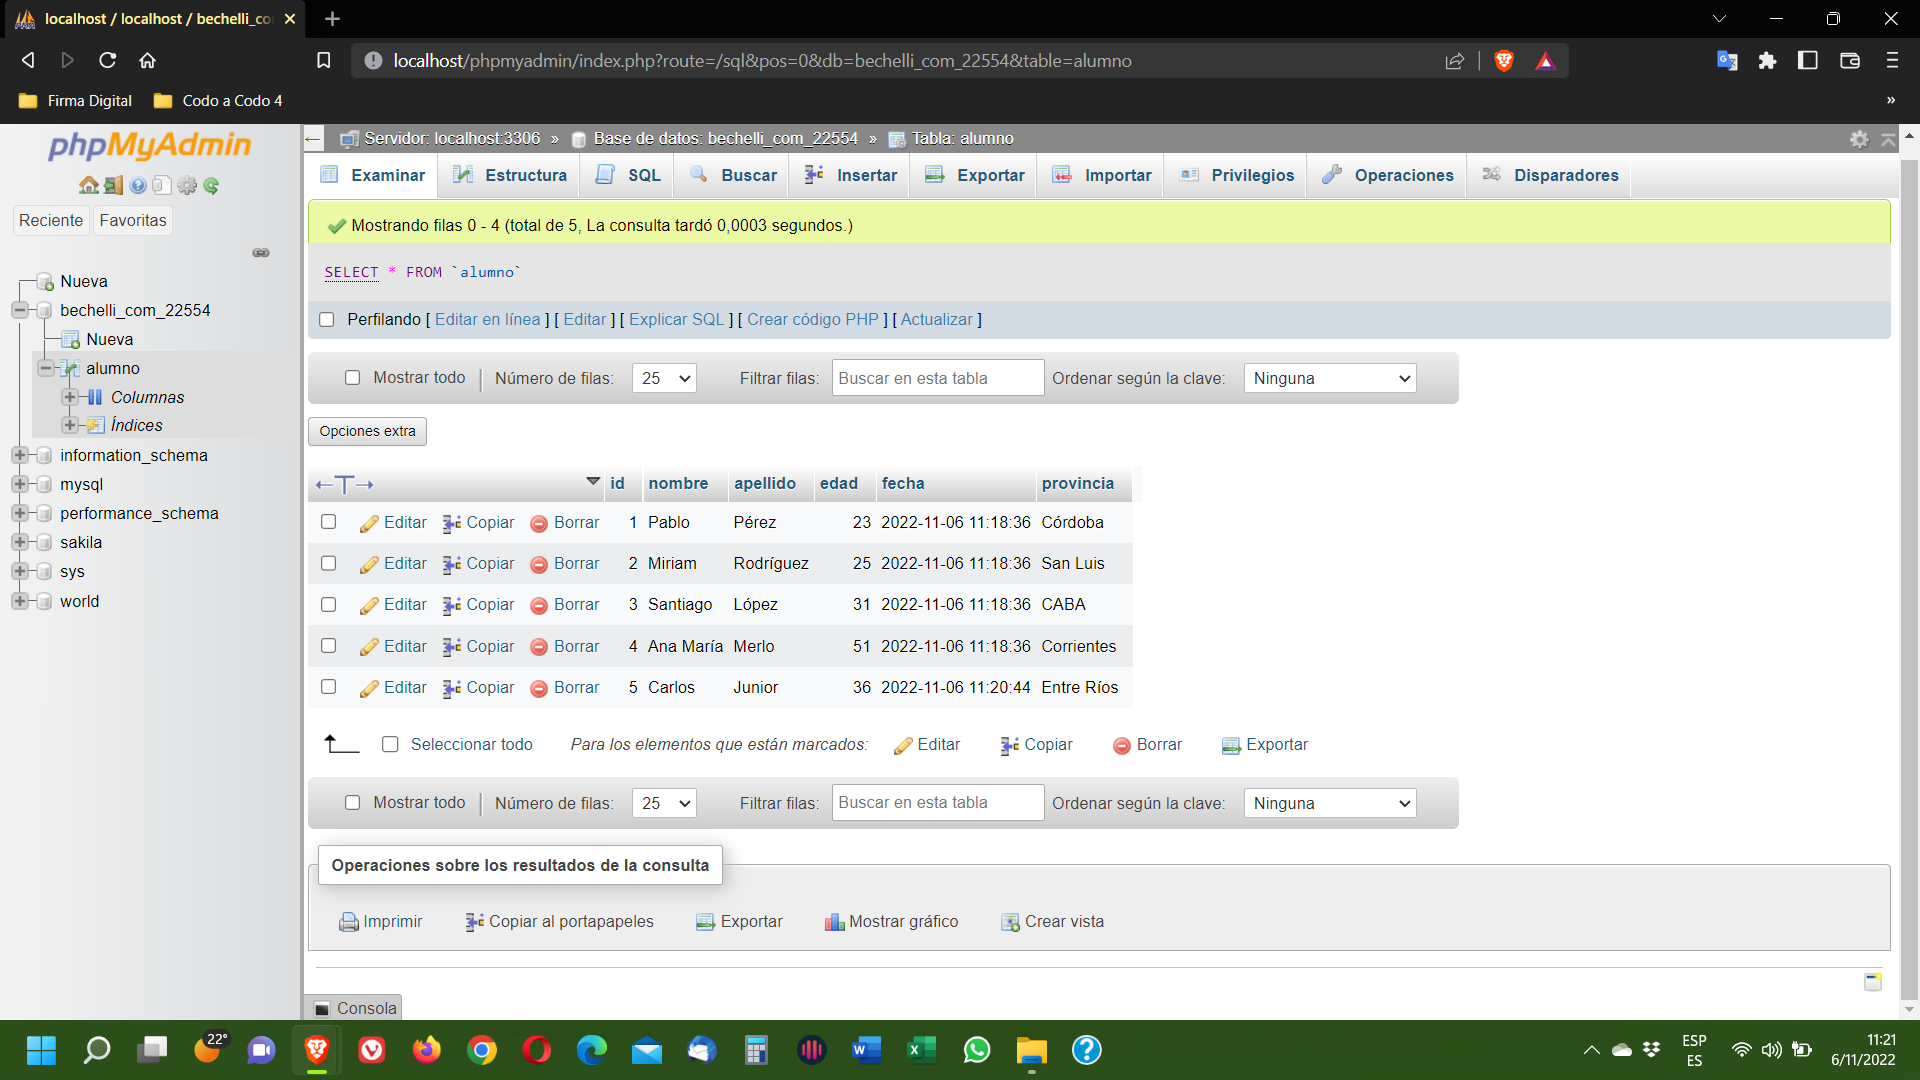 localhost / localhost / bechelli_co
localhost/phpmyadmin/index.php?route=/sql&pos=0&db=bechelli_com_22554&table=alumno
Firma Digital
Codo a Codo 4
»
phpMyAdmin
Reciente
Favoritas
Nueva
bechelli_com_22554
Nueva
alumno
Columnas
Índices
information_schema
mysql
performance_schema
sakila
sys
world
Servidor: localhost:3306 » Base de datos: bechelli_com_22554 » Tabla: alumno
Examinar Estructura SQL Buscar Insertar Exportar Importar Privilegios Operaciones Disparadores
Mostrando filas 0 - 4 (total de 5, La consulta tardó 0,0003 segundos.)
SELECT * FROM `alumno`
Perfilando [ Editar en línea ] [ Editar ] [ Explicar SQL ] [ Crear código PHP ] [ Actualizar ]
Mostrar todo | Número de filas: 25 Filtrar filas: Buscar en esta tabla Ordenar según la clave: Ninguna
Opciones extra
←T→ id nombre apellido edad fecha provincia
Editar Copiar Borrar 1 Pablo Pérez 23 2022-11-06 11:18:36 Córdoba
Editar Copiar Borrar 2 Miriam Rodríguez 25 2022-11-06 11:18:36 San Luis
Editar Copiar Borrar 3 Santiago López 31 2022-11-06 11:18:36 CABA
Editar Copiar Borrar 4 Ana María Merlo 51 2022-11-06 11:18:36 Corrientes
Editar Copiar Borrar 5 Carlos Junior 36 2022-11-06 11:20:44 Entre Ríos
Seleccionar todo Para los elementos que están marcados: Editar Copiar Borrar Exportar
Mostrar todo | Número de filas: 25 Filtrar filas: Buscar en esta tabla Ordenar según la clave: Ninguna
Operaciones sobre los resultados de la consulta
Imprimir Copiar al portapapeles Exportar Mostrar gráfico Crear vista
Consola
22°
ESP
ES
11:21
6/11/2022